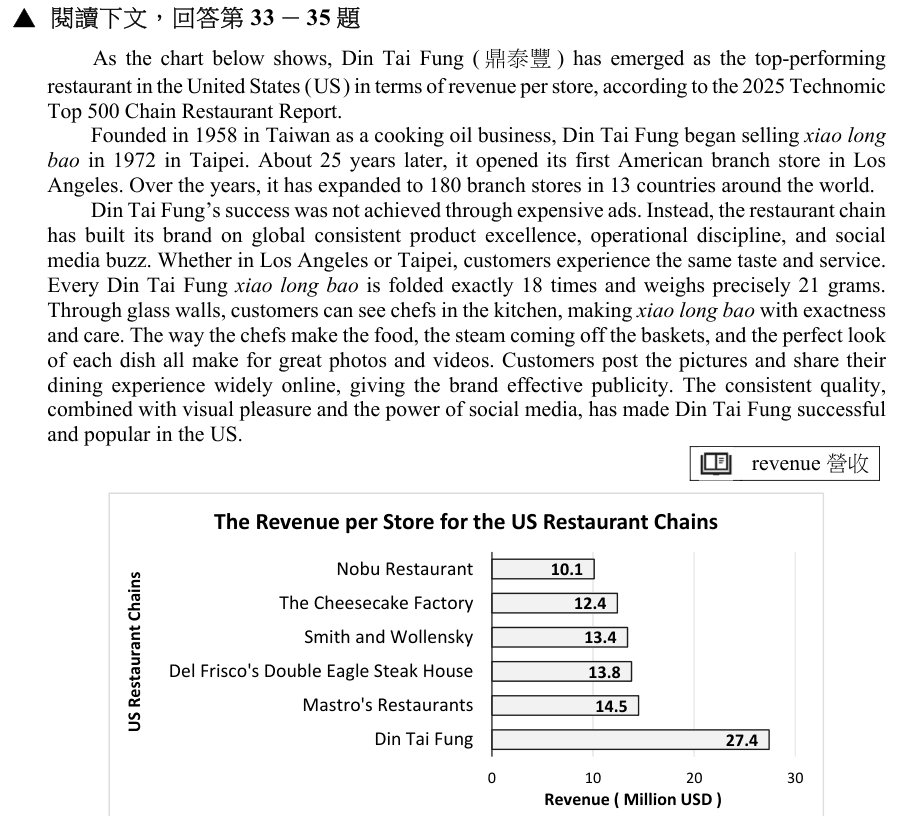 ▲ 閱讀下文，回答第 33 － 35 題
As the chart below shows, Din Tai Fung ( 鼎泰豐 ) has emerged as the top-performing
restaurant in the United States (US) in terms of revenue per store, according to the 2025 Technomic
Top 500 Chain Restaurant Report.
Founded in 1958 in Taiwan as a cooking oil business, Din Tai Fung began selling xiao long
bao in 1972 in Taipei. About 25 years later, it opened its first American branch store in Los
Angeles. Over the years, it has expanded to 180 branch stores in 13 countries around the world.
Din Tai Fung’s success was not achieved through expensive ads. Instead, the restaurant chain
has built its brand on global consistent product excellence, operational discipline, and social
media buzz. Whether in Los Angeles or Taipei, customers experience the same taste and service.
Every Din Tai Fung xiao long bao is folded exactly 18 times and weighs precisely 21 grams.
Through glass walls, customers can see chefs in the kitchen, making xiao long bao with exactness
and care. The way the chefs make the food, the steam coming off the baskets, and the perfect look
of each dish all make for great photos and videos. Customers post the pictures and share their
dining experience widely online, giving the brand effective publicity. The consistent quality,
combined with visual pleasure and the power of social media, has made Din Tai Fung successful
and popular in the US.
revenue 營收
The Revenue per Store for the US Restaurant Chains
US Restaurant Chains
Nobu Restaurant 10.1
The Cheesecake Factory 12.4
Smith and Wollensky 13.4
Del Frisco's Double Eagle Steak House 13.8
Mastro's Restaurants 14.5
Din Tai Fung 27.4
0 10 20 30
Revenue ( Million USD )